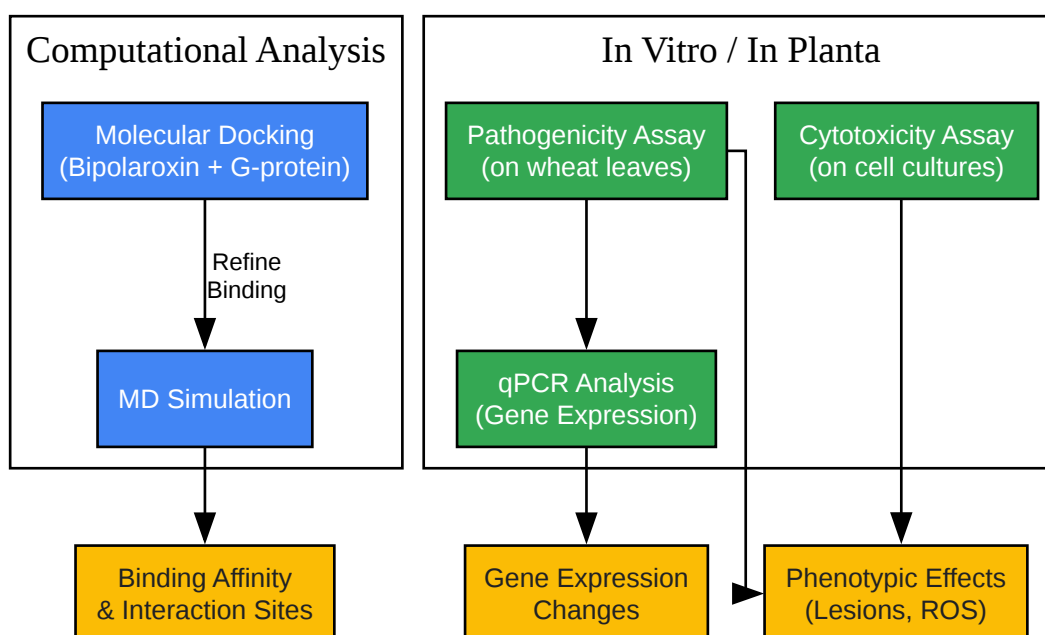 Computational Analysis
In Vitro / In Planta
Molecular Docking
(Bipolaroxin + G-protein)
Pathogenicity Assay
(on wheat leaves)
Cytotoxicity Assay
(on cell cultures)
Refine
Binding
MD Simulation
qPCR Analysis
(Gene Expression)
Binding Affinity
& Interaction Sites
Gene Expression
Changes
Phenotypic Effects
(Lesions, ROS)